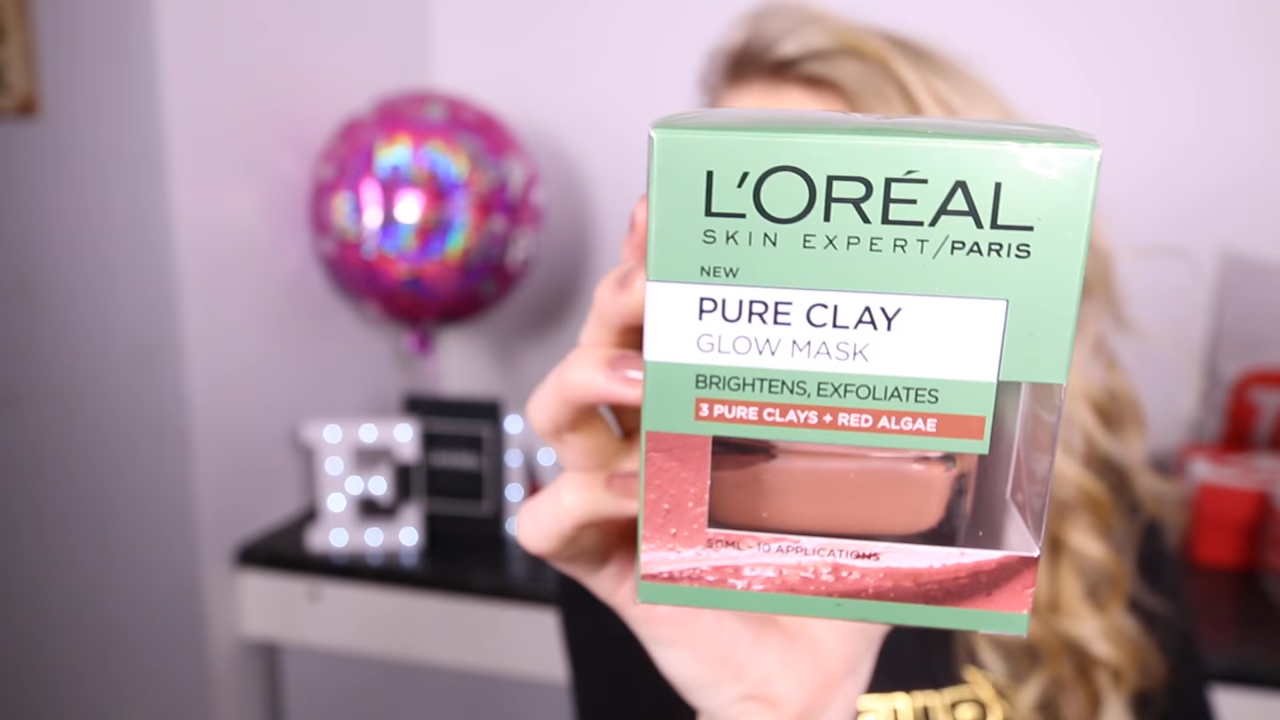 L'ORÉAL
SKIN EXPERT/PARIS
NEW
PURE CLAY
GLOW MASK
BRIGHTENS, EXFOLIATES
3 PURE CLAYS + RED ALGAE
50ML - 10 APPLICATIONS
E